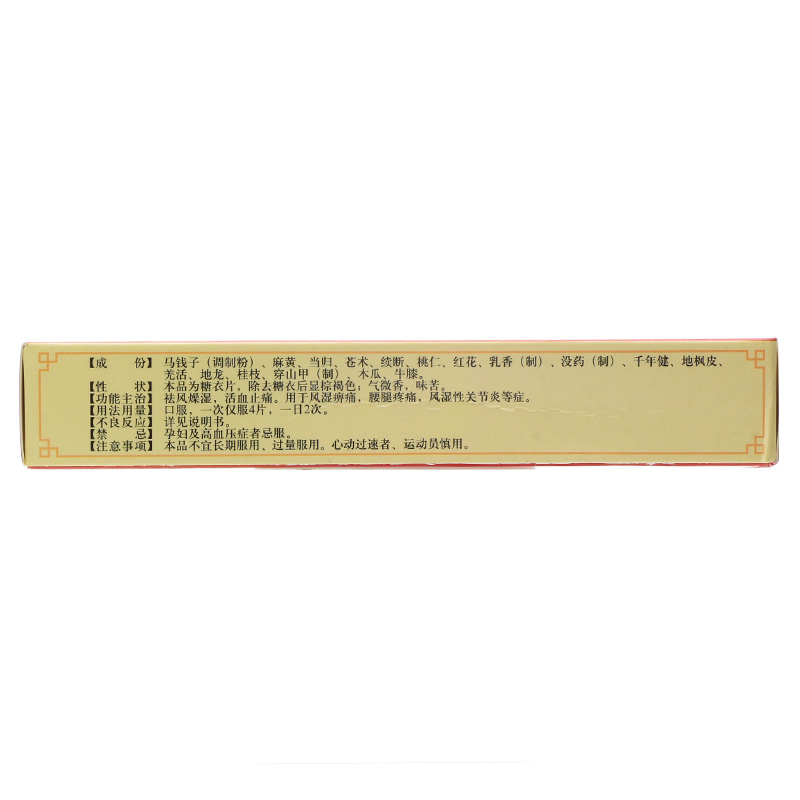 【成 份】 马钱子（调制粉）、麻黄、当归、苍术、续断、桃仁、红花、乳香（制）、没药（制）、千年健、地枫皮、
羌活、地龙、桂枝、穿山甲（制）、木瓜、牛膝。
【性 状】 本品为糖衣片，除去糖衣后显棕褐色；气微香，味苦。
【功能主治】 祛风燥湿，活血止痛。用于风湿痹痛，腰腿疼痛，风湿性关节炎等症。
【用法用量】 口服，一次仅服4片，一日2次。
【不良反应】 详见说明书。
【禁 忌】 孕妇及高血压症者忌服。
【注意事项】 本品不宜长期服用、过量服用。心动过速者、运动员慎用。